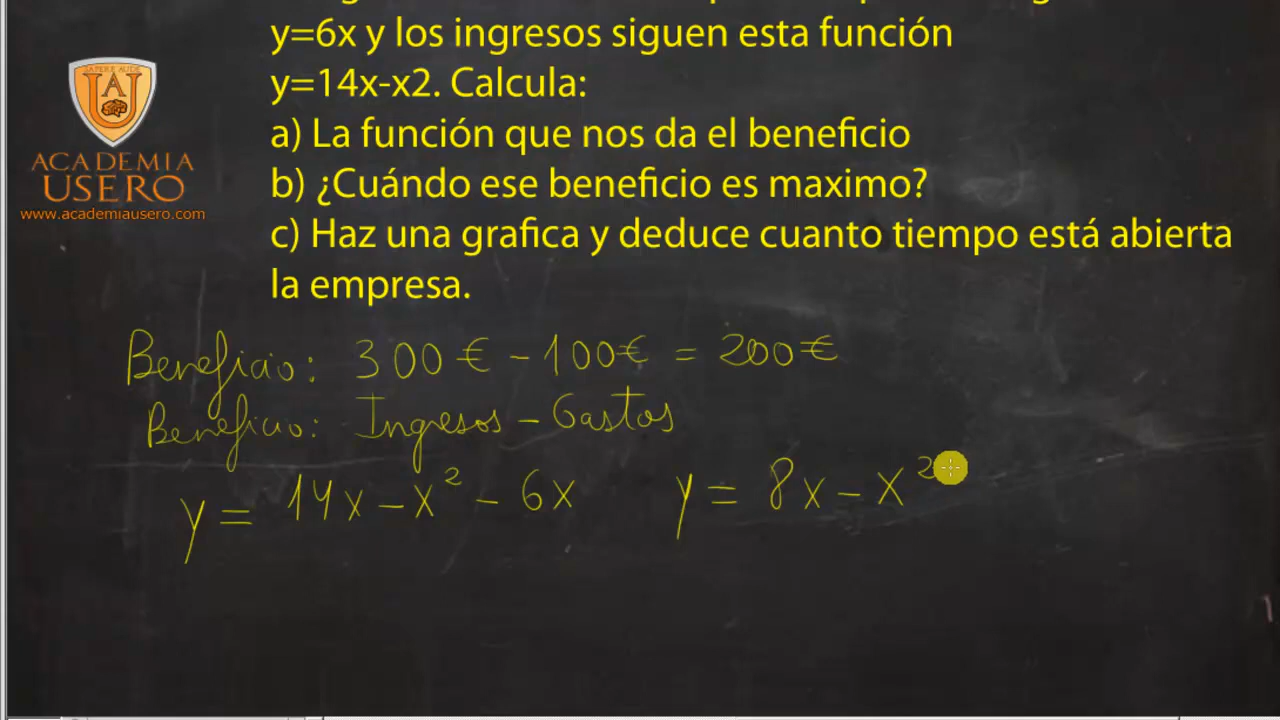 y=6x y los ingresos siguen esta función
y=14x-x2. Calcula:
a) La función que nos da el beneficio
b) ¿Cuándo ese beneficio es maximo?
c) Haz una grafica y deduce cuanto tiempo está abierta
la empresa.
UA
ACADEMIA
USERO
www.academiausero.com
Beneficio: 300€ - 100€ = 200€
Beneficio: Ingresos - Gastos
y = 14x - x² - 6x y = 8x - x²